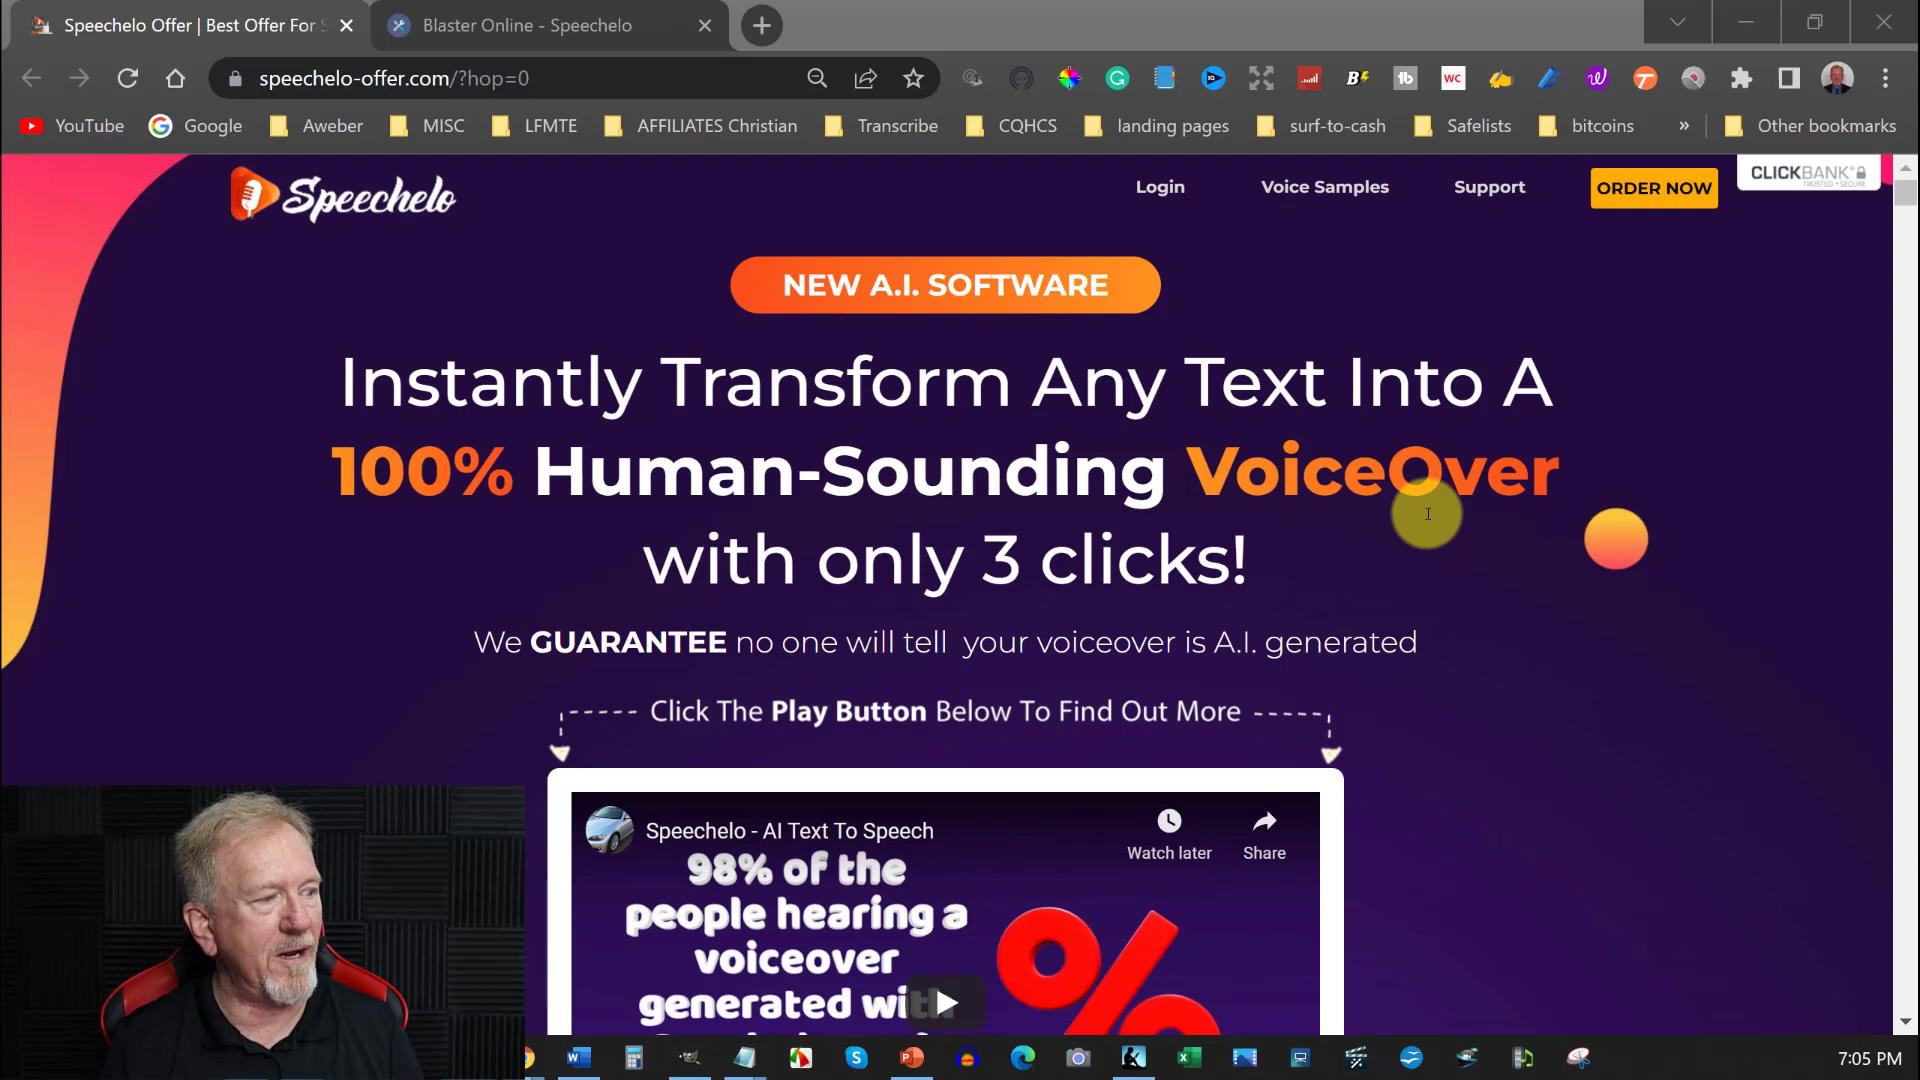 Speechelo Offer | Best Offer For S
Blaster Online - Speechelo
speechelo-offer.com/?hop=0
YouTube
Google
Aweber
MISC
LFMTE
AFFILIATES Christian
Transcribe
CQHCS
landing pages
surf-to-cash
Safelists
bitcoins
»
Other bookmarks
Speechelo
Login
Voice Samples
Support
ORDER NOW
CLICKBANK
TRUSTED • SECURE
NEW A.I. SOFTWARE
Instantly Transform Any Text Into A
100% Human-Sounding VoiceOver
with only 3 clicks!
We GUARANTEE no one will tell your voiceover is A.I. generated
Click The Play Button Below To Find Out More
Speechelo - AI Text To Speech
Watch later
Share
98% of the
people hearing a
voiceover
generated with
%
7:05 PM